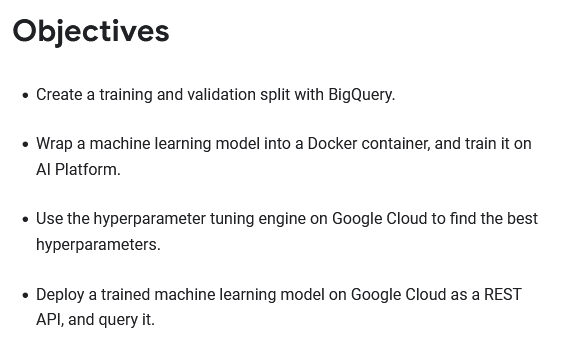 Objectives
• Create a training and validation split with BigQuery.
• Wrap a machine learning model into a Docker container, and train it on
AI Platform.
• Use the hyperparameter tuning engine on Google Cloud to find the best
hyperparameters.
• Deploy a trained machine learning model on Google Cloud as a REST
API, and query it.